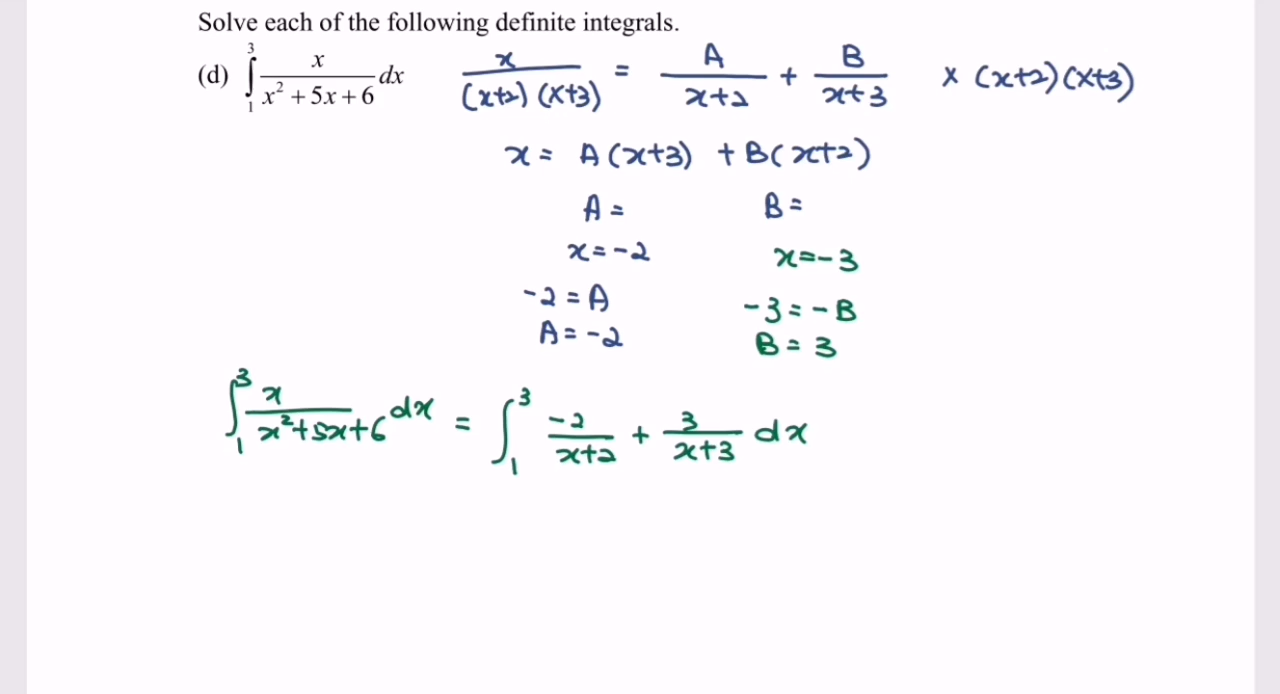 Solve each of the following definite integrals.
(d) ∫₁³ x/(x² + 5x + 6) dx   x/((x+2)(x+3)) = A/(x+2) + B/(x+3)   × (x+2)(x+3)
x = A(x+3) + B(x+2)
A =   B =
x = -2   x = -3
-2 = A   -3 = -B
A = -2   B = 3
∫₁³ x/(x²+5x+6) dx = ∫₁³ -2/(x+2) + 3/(x+3) dx